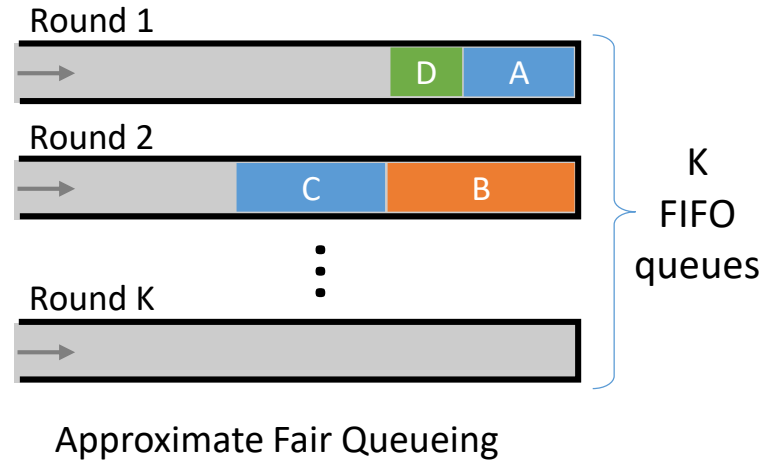 Round 1
D A
Round 2
C B
K
FIFO
queues
Round K
Approximate Fair Queueing